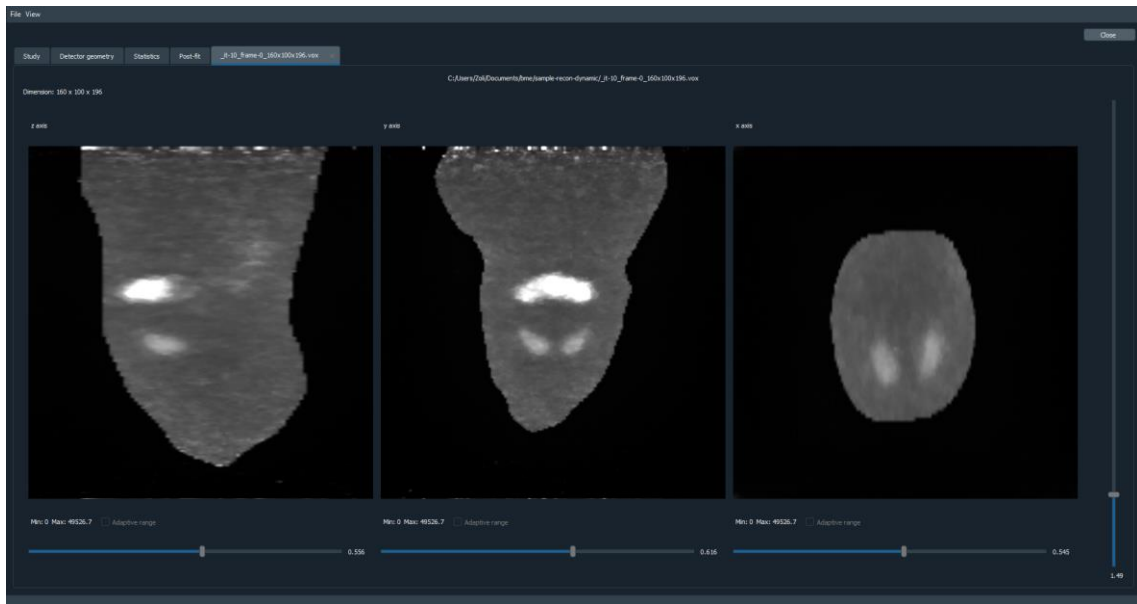 File View
Close
Study Detector geometry Statistics Post-fit _it-10_frame-0_160x100x196.vox
C:/Users/Zoli/Documents/bme/sample-recon-dynamic/_it-10_frame-0_160x100x196.vox
Dimension: 160 x 100 x 196
z axis y axis x axis
Min: 0 Max: 49526.7 Adaptive range Min: 0 Max: 49526.7 Adaptive range Min: 0 Max: 49526.7 Adaptive range
0.556 0.616 0.545
1.49